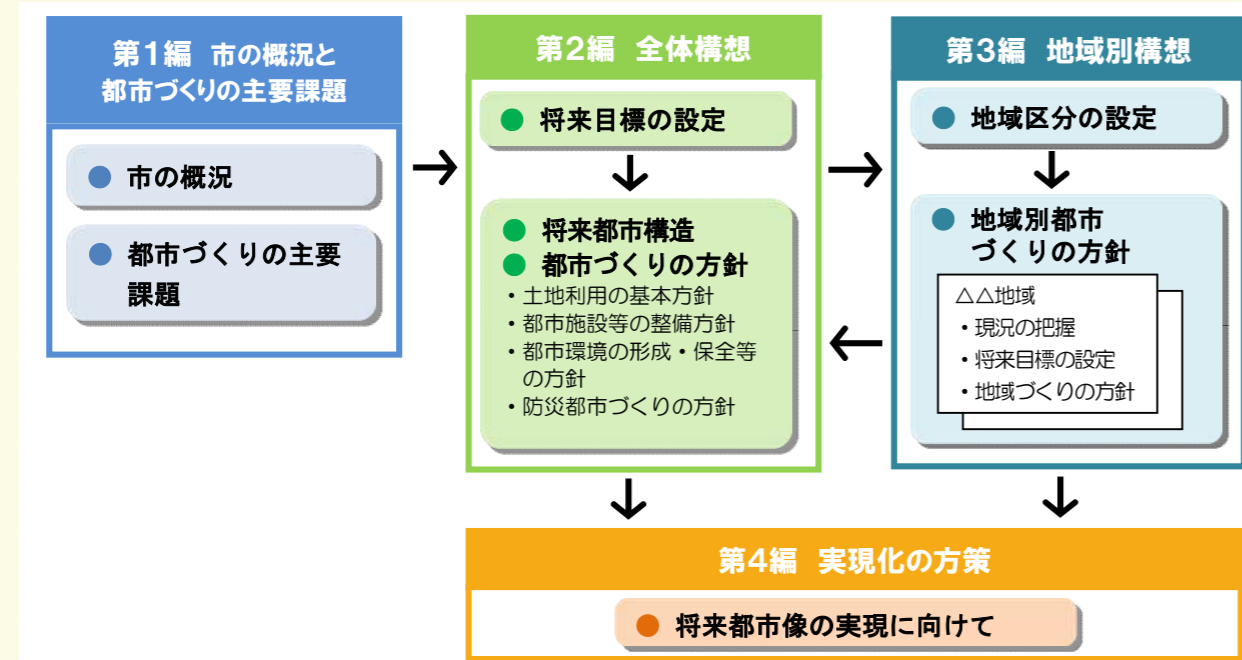 第1編 市の概況と
都市づくりの主要課題
● 市の概況
● 都市づくりの主要
課題
第2編 全体構想
● 将来目標の設定
● 将来都市構造
● 都市づくりの方針
・土地利用の基本方針
・都市施設等の整備方針
・都市環境の形成・保全等
の方針
・防災都市づくりの方針
第3編 地域別構想
● 地域区分の設定
● 地域別都市
づくりの方針
△△地域
・現況の把握
・将来目標の設定
・地域づくりの方針
第4編 実現化の方策
● 将来都市像の実現に向けて